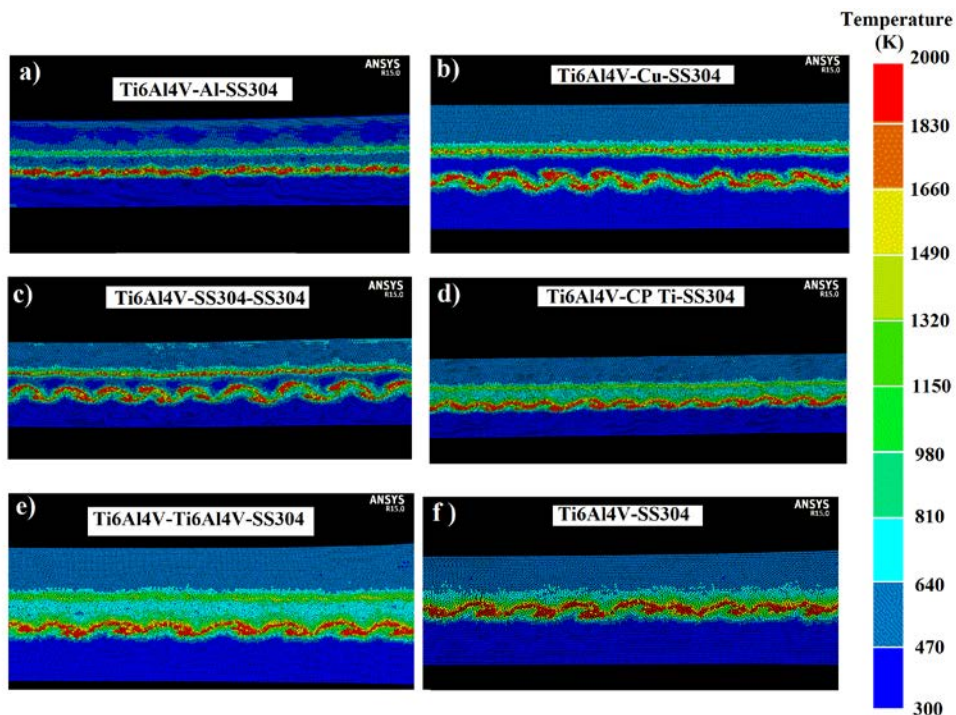 Temperature
(K)
a)
Ti6Al4V-Al-SS304
ANSYS
R15.0
b)
Ti6Al4V-Cu-SS304
ANSYS
R15.0
c)
Ti6Al4V-SS304-SS304
ANSYS
R15.0
d)
Ti6Al4V-CP Ti-SS304
ANSYS
R15.0
e)
Ti6Al4V-Ti6Al4V-SS304
ANSYS
R15.0
f )
Ti6Al4V-SS304
ANSYS
R15.0
2000
1830
1660
1490
1320
1150
980
810
640
470
300